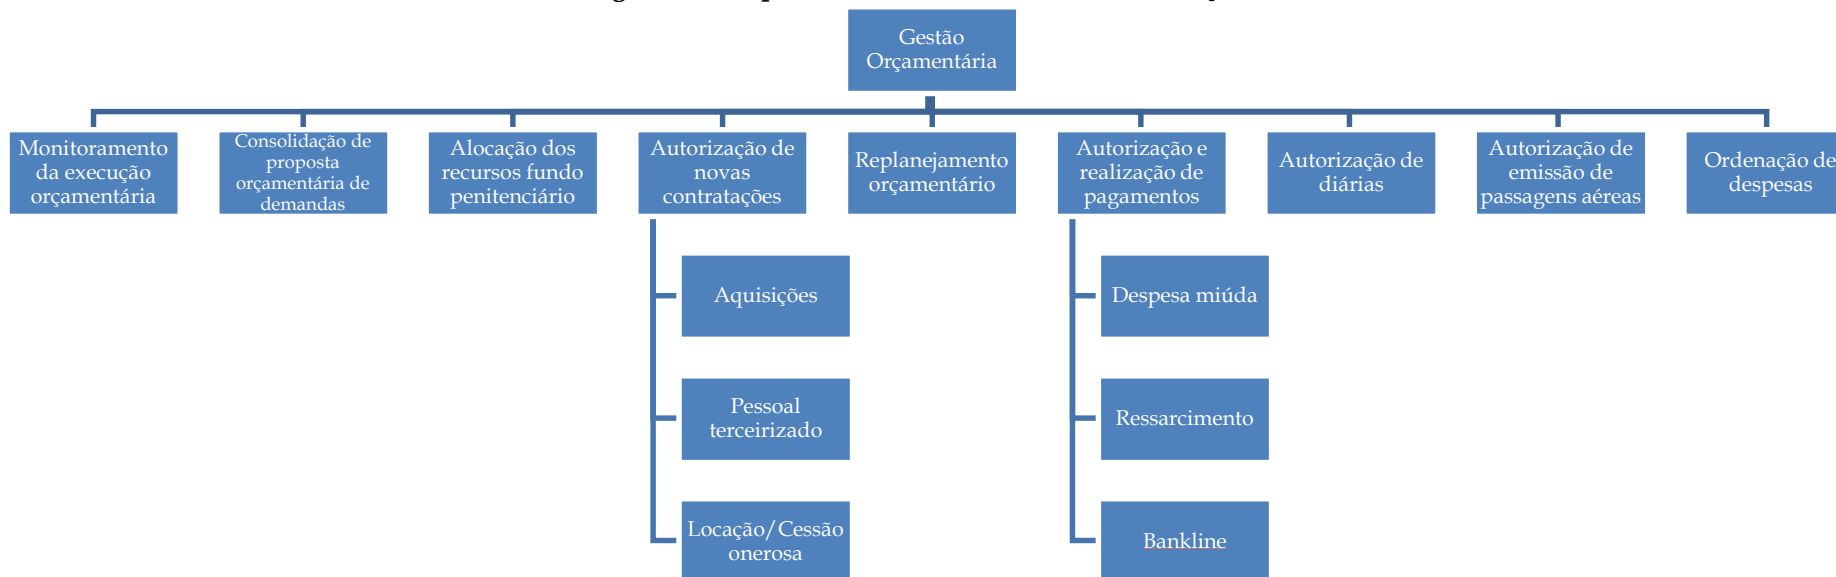 Gestão
Orçamentária
Monitoramento
da execução
orçamentária
Consolidação de
proposta
orçamentária de
demandas
Alocação dos
recursos fundo
penitenciário
Autorização de
novas
contratações
Replanejamento
orçamentário
Autorização e
realização de
pagamentos
Autorização de
diárias
Autorização de
emissão de
passagens aéreas
Ordenação de
despesas
Aquisições
Despesa miúda
Pessoal
terceirizado
Ressarcimento
Locação/Cessão
onerosa
Bankline